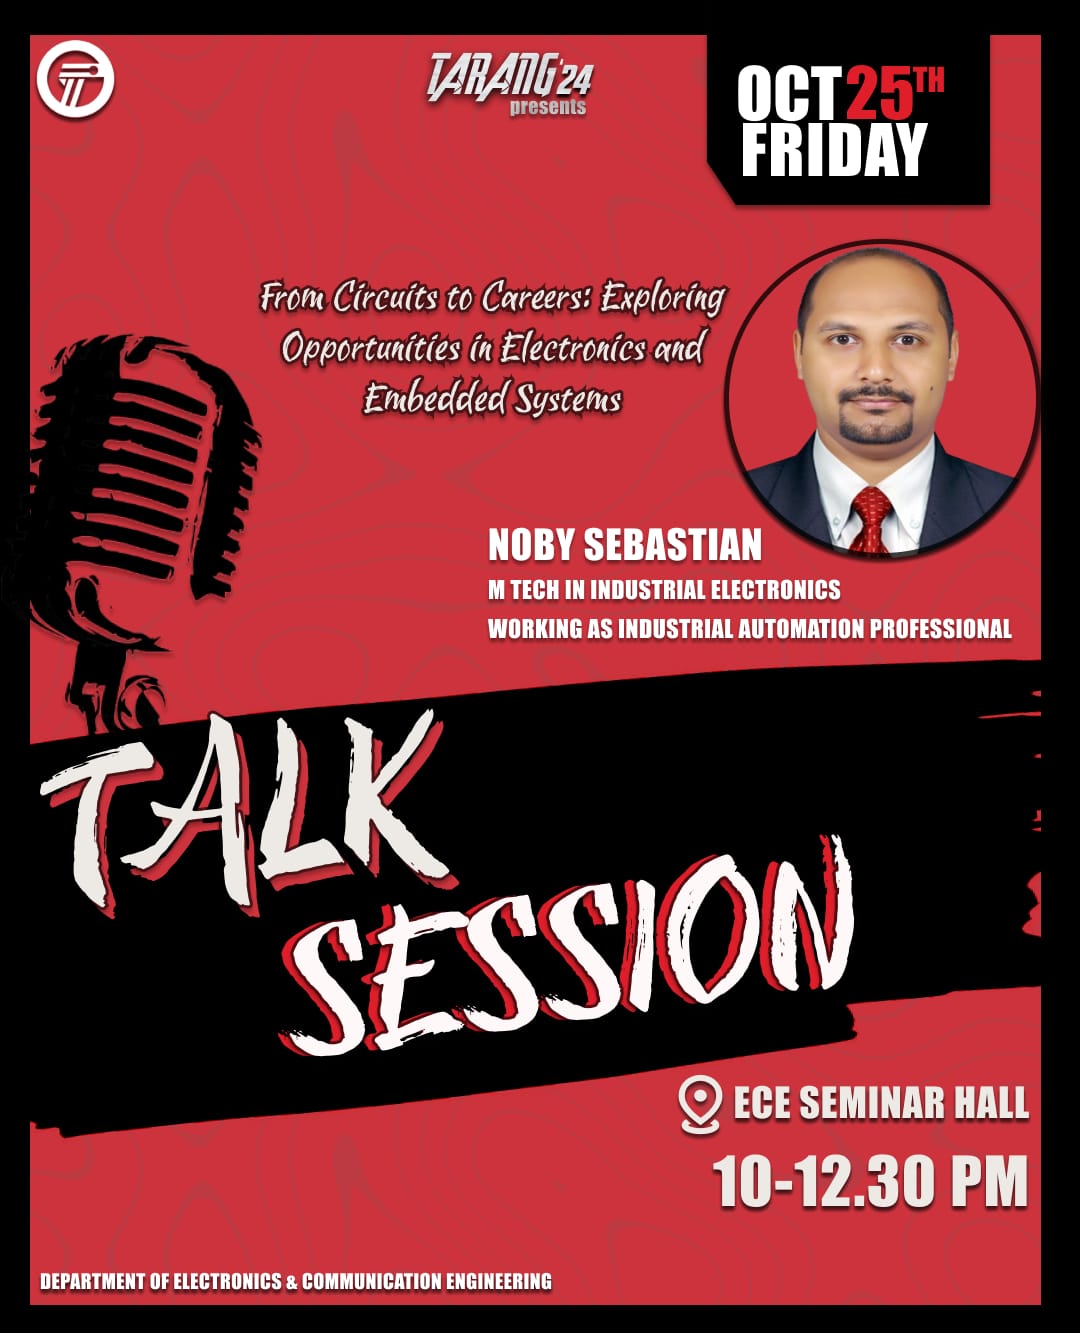 TARANG'24
presents
OCT 25TH
FRIDAY
From Circuits to Careers: Exploring
Opportunities in Electronics and
Embedded Systems
NOBY SEBASTIAN
M TECH IN INDUSTRIAL ELECTRONICS
WORKING AS INDUSTRIAL AUTOMATION PROFESSIONAL
TALK
SESSION
ECE SEMINAR HALL
10-12.30 PM
DEPARTMENT OF ELECTRONICS & COMMUNICATION ENGINEERING